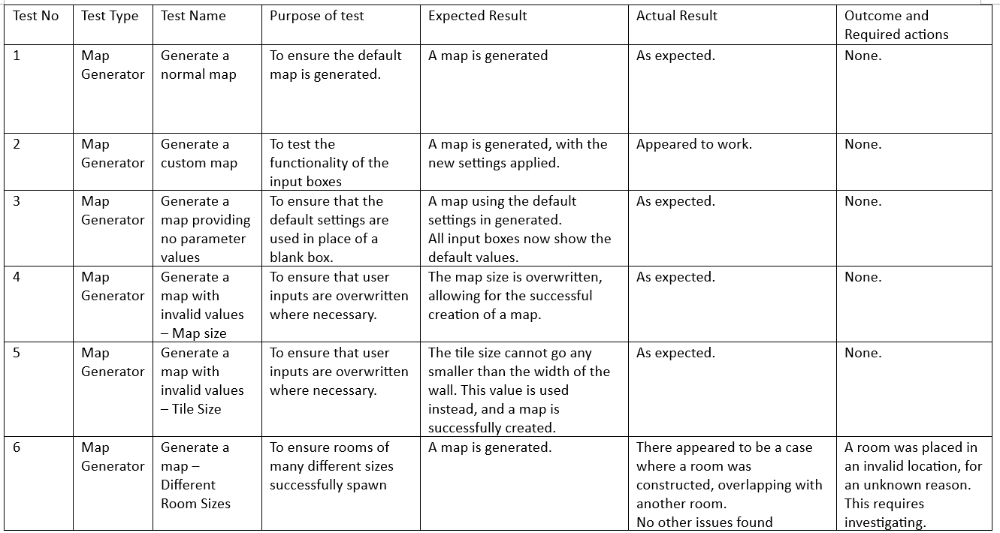 Test No
Test Type
Test Name
Purpose of test
Expected Result
Actual Result
Outcome and
Required actions
1
Map
Generator
Generate a
normal map
To ensure the default
map is generated.
A map is generated
As expected.
None.
2
Map
Generator
Generate a
custom map
To test the
functionality of the
input boxes
A map is generated, with the
new settings applied.
Appeared to work.
None.
3
Map
Generator
Generate a
map providing
no parameter
values
To ensure that the
default settings are
used in place of a
blank box.
A map using the default
settings in generated.
All input boxes now show the
default values.
As expected.
None.
4
Map
Generator
Generate a
map with
invalid values
– Map size
To ensure that user
inputs are overwritten
where necessary.
The map size is overwritten,
allowing for the successful
creation of a map.
As expected.
None.
5
Map
Generator
Generate a
map with
invalid values
– Tile Size
To ensure that user
inputs are overwritten
where necessary.
The tile size cannot go any
smaller than the width of the
wall. This value is used
instead, and a map is
successfully created.
As expected.
None.
6
Map
Generator
Generate a
map –
Different
Room Sizes
To ensure rooms of
many different sizes
successfully spawn
A map is generated.
There appeared to be a case
where a room was
constructed, overlapping with
another room.
No other issues found
A room was placed in
an invalid location, for
an unknown reason.
This requires
investigating.